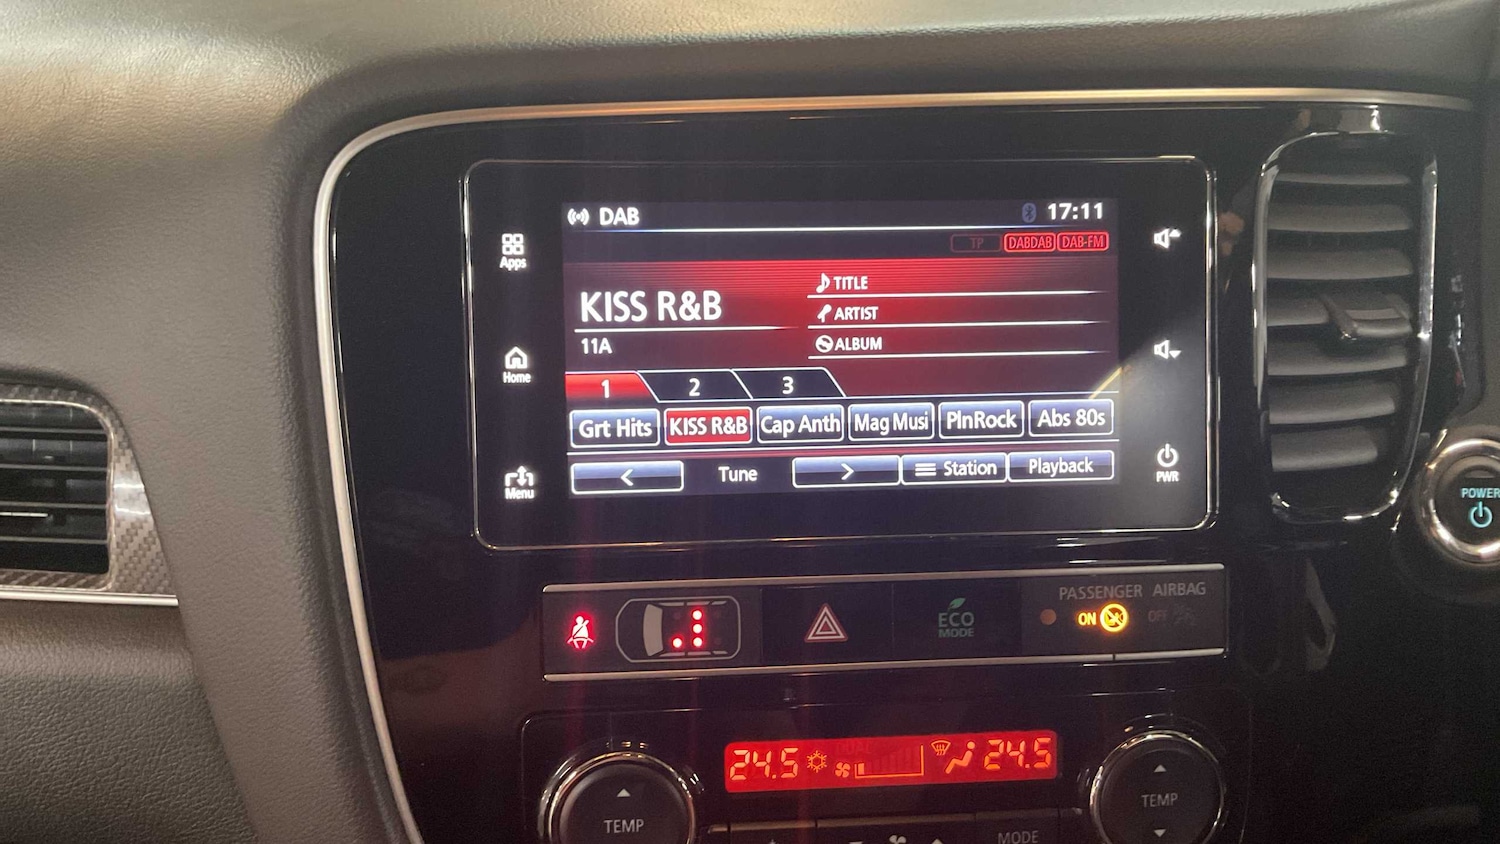 DAB 17:11
Apps
TP DABDAB DAB-FM
TITLE
KISS R&B
ARTIST
11A
ALBUM
Home
1 2 3
Grt Hits KISS R&B Cap Anth Mag Musi PlnRock Abs 80s
< Tune > Station Playback
Menu
PWR
POWER
PASSENGER AIRBAG
ECO
MODE
ON OFF
24.5 DUAL 24.5
TEMP
TEMP
MODE